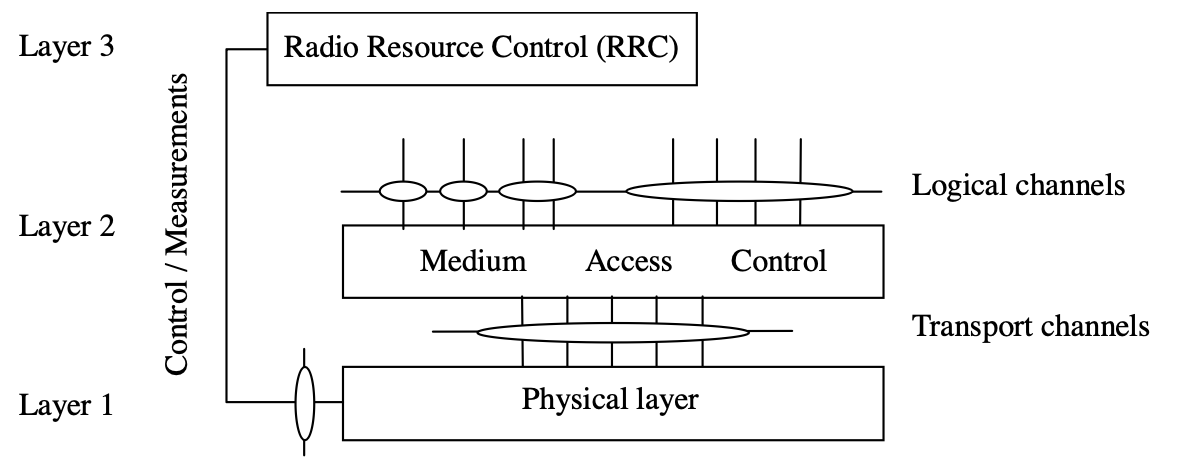 Layer 3
Radio Resource Control (RRC)
Control / Measurements
Logical channels
Layer 2
Medium Access Control
Transport channels
Layer 1
Physical layer